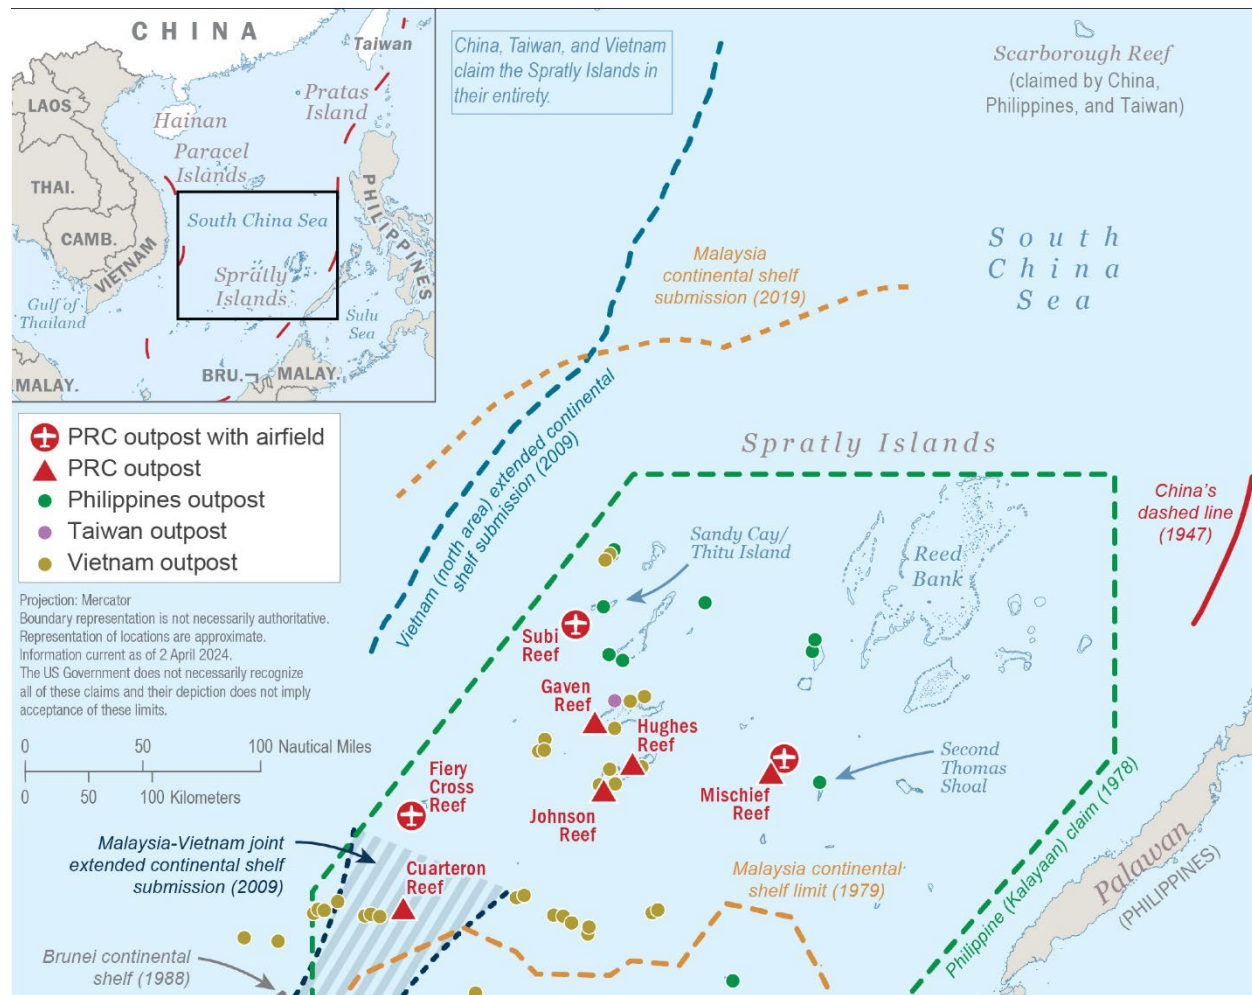 CHINA
Taiwan
LAOS
Hainan
Pratas
Island
Paracel
Islands
THAI.
South China Sea
CAMB.
VIETNAM
PHILIPPINES
Spratly
Islands
Gulf of
Thailand
Sulu
Sea
BRU.
MALAY.
MALAY.
China, Taiwan, and Vietnam
claim the Spratly Islands in
their entirety.
Scarborough Reef
(claimed by China,
Philippines, and Taiwan)
South
China
Sea
Malaysia
continental shelf
submission (2019)
Vietnam (north area) extended continental
shelf submission (2009)
PRC outpost with airfield
PRC outpost
Philippines outpost
Taiwan outpost
Vietnam outpost
Projection: Mercator
Boundary representation is not necessarily authoritative.
Representation of locations are approximate.
Information current as of 2 April 2024.
The US Government does not necessarily recognize
all of these claims and their depiction does not imply
acceptance of these limits.
0 50 100 Nautical Miles
0 50 100 Kilometers
Spratly Islands
China's
dashed line
(1947)
Sandy Cay/
Thitu Island
Reed
Bank
Subi
Reef
Gaven
Reef
Hughes
Reef
Fiery
Cross
Reef
Johnson
Reef
Mischief
Reef
Second
Thomas
Shoal
Malaysia-Vietnam joint
extended continental shelf
submission (2009)
Cuarteron
Reef
Malaysia continental
shelf limit (1979)
Philippine (Kalayaan) claim (1978)
Palawan
(PHILIPPINES)
Brunei continental
shelf (1988)